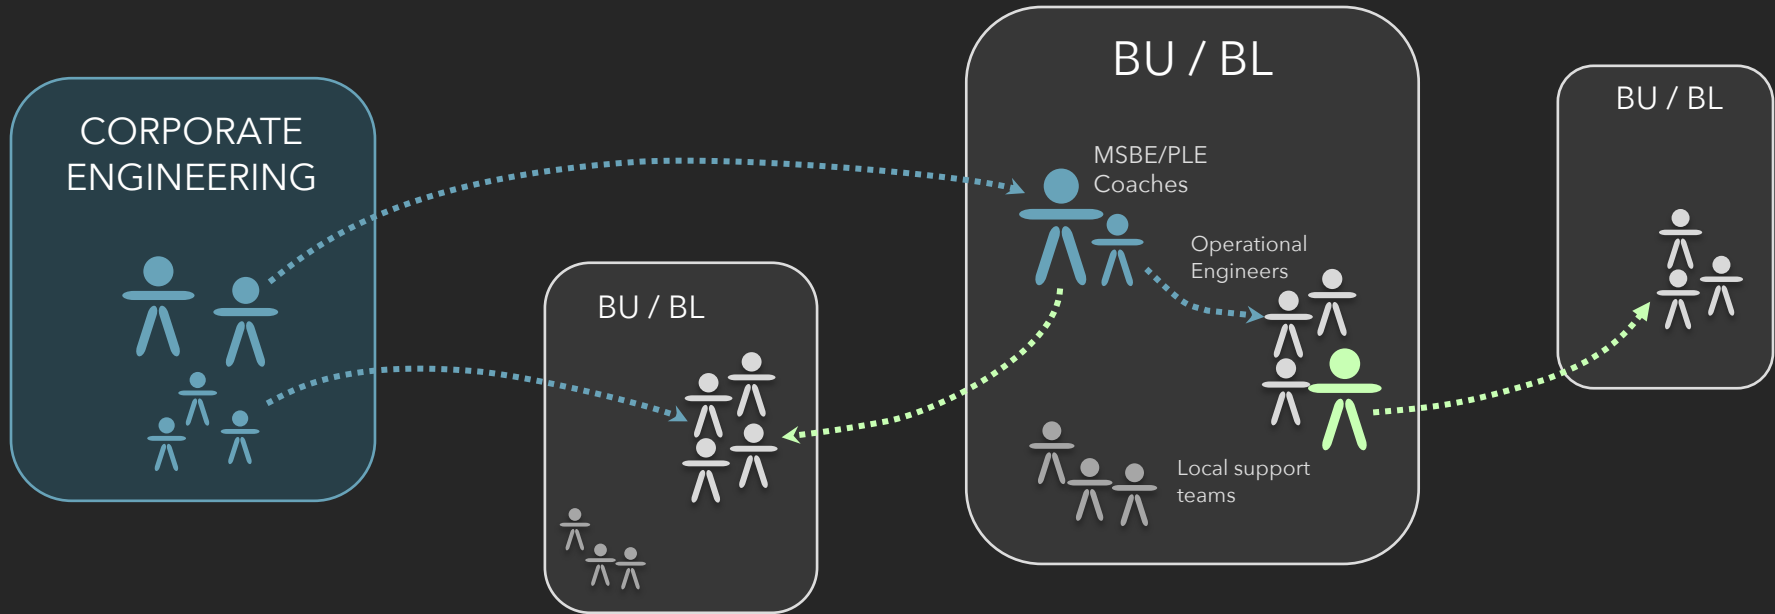 CORPORATE
ENGINEERING
BU / BL
BU / BL
MSBE/PLE
Coaches
Operational
Engineers
Local support
teams
BU / BL